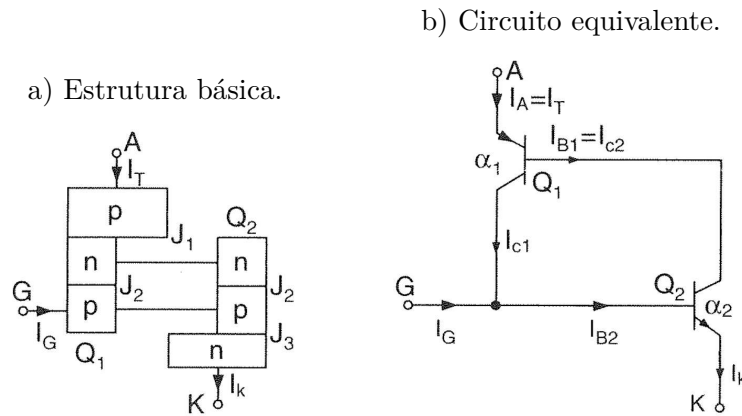 b) Circuito equivalente.
a) Estrutura básica.
A
I_T
p
Q_2
J_1
n
n
J_2
J_2
G
p
p
I_G
J_3
Q_1
n
I_k
K
A
I_A=I_T
I_B1=I_c2
α_1
Q_1
I_c1
G
Q_2
α_2
I_G
I_B2
I_k
K